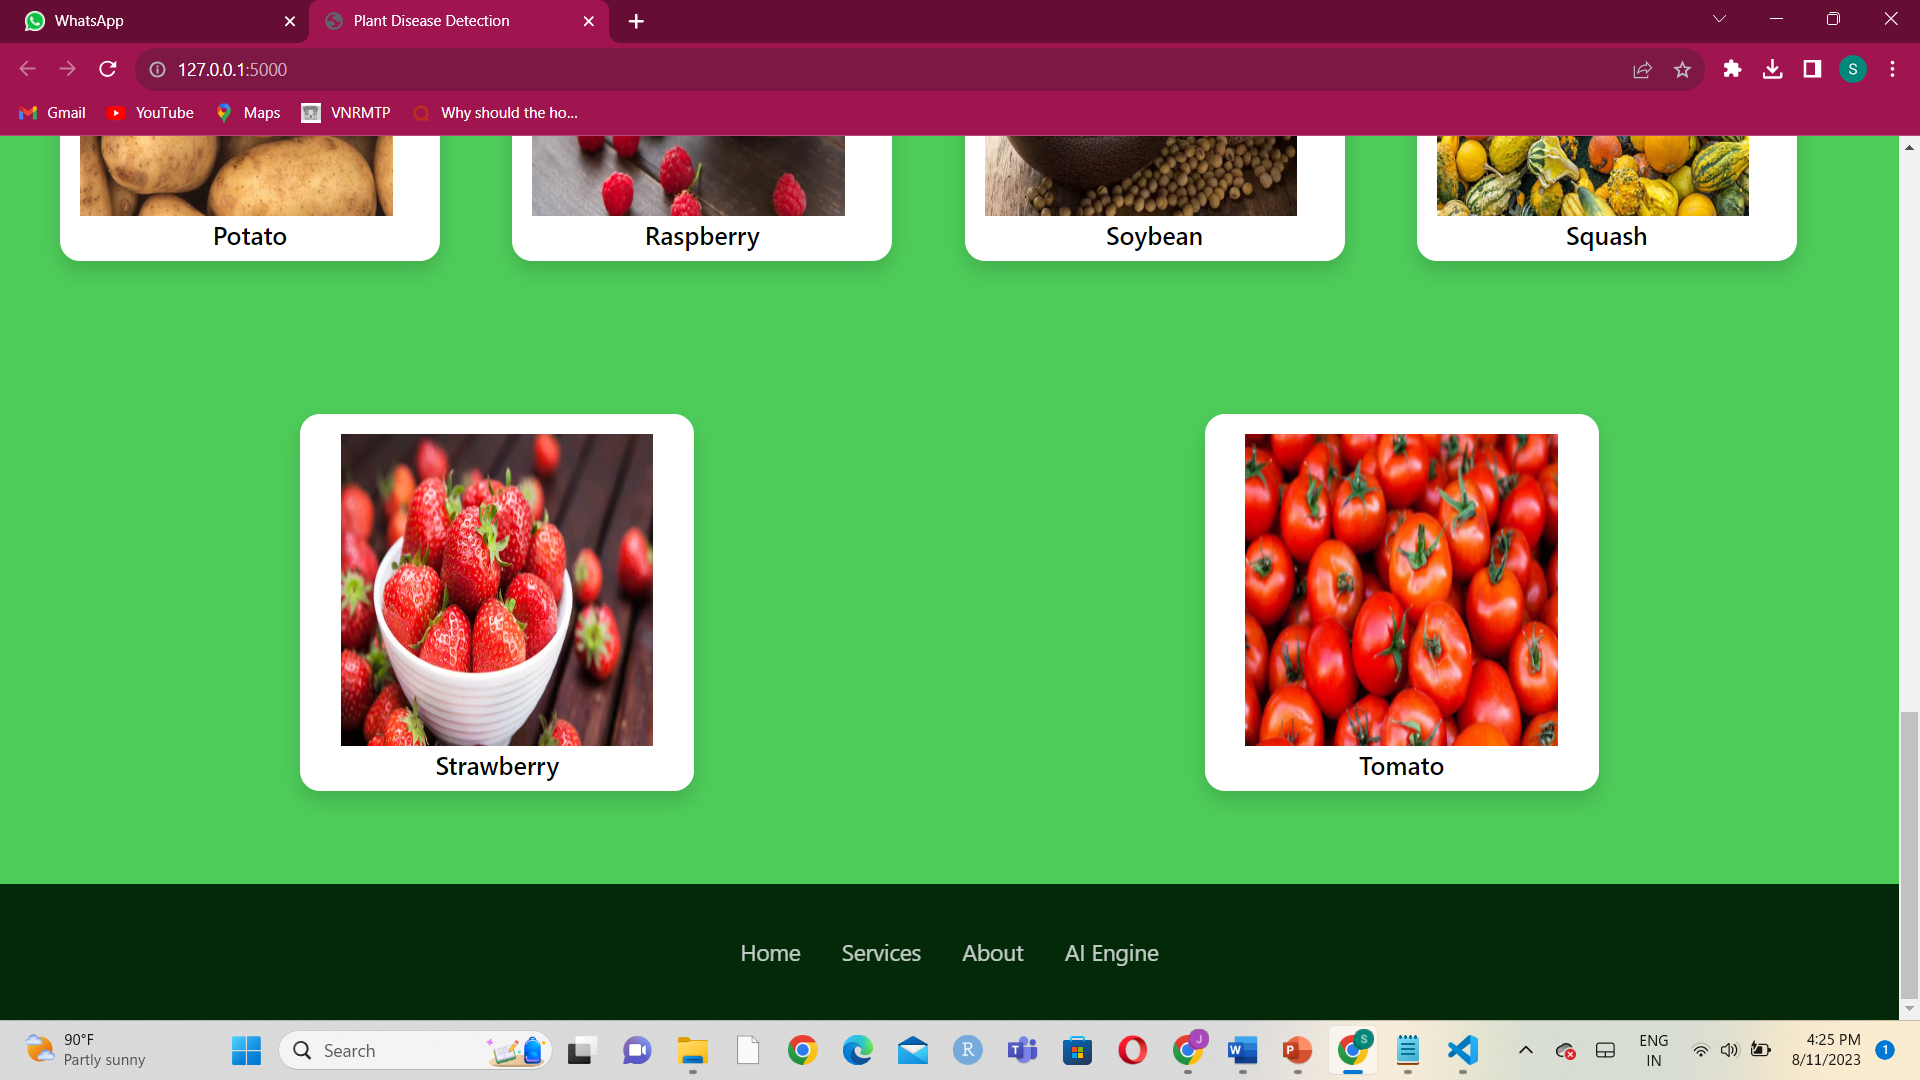 WhatsApp
Plant Disease Detection
127.0.0.1:5000
S
Gmail
YouTube
Maps
VNRMTP
Why should the ho...
Potato
Raspberry
Soybean
Squash
Strawberry
Tomato
Home Services About AI Engine
90°F
Partly sunny
Search
R
T
J
W
P
S
ENG
IN
4:25 PM
8/11/2023
1